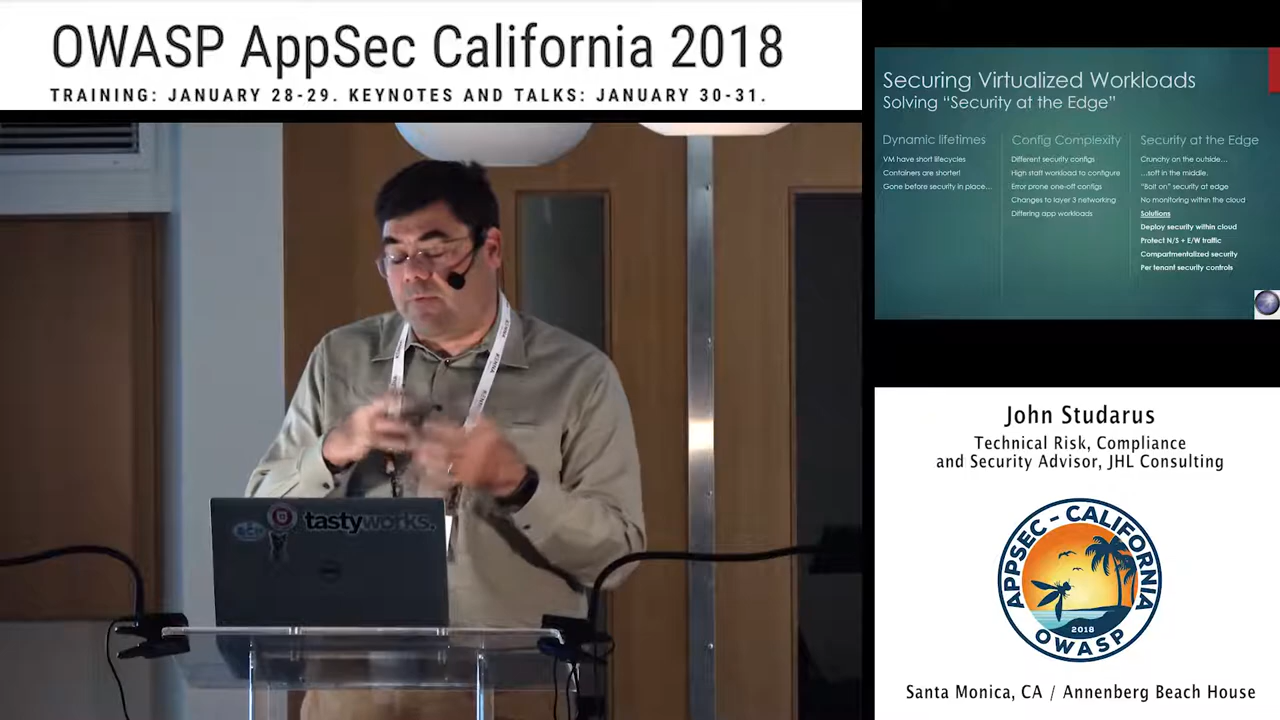 OWASP AppSec California 2018
TRAINING: JANUARY 28-29. KEYNOTES AND TALKS: JANUARY 30-31.
tastyworks.
Securing Virtualized Workloads
Solving “Security at the Edge”
Dynamic lifetimes
VM have short lifecycles
Containers are shorter!
Gone before security in place...
Config Complexity
Different security configs
High staff workload to configure
Error prone one-off configs
Changes to layer 3 networking
Differing app workloads
Security at the Edge
Crunchy on the outside...
...soft in the middle.
“Bolt on” security at edge
No monitoring within the cloud
Solutions
Deploy security within cloud
Protect N/S + E/W traffic
Compartmentalized security
Per tenant security controls
John Studarus
Technical Risk, Compliance
and Security Advisor, JHL Consulting
APPSEC - CALIFORNIA
2018
OWASP
Santa Monica, CA / Annenberg Beach House